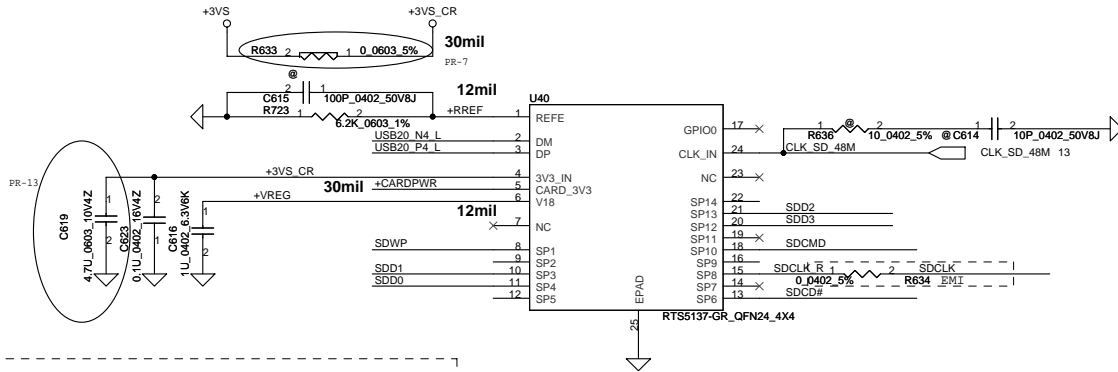 +3VS
+3VS_CR
R633 2 1 0_0603_5%
30mil
PR-7
@
2 1
C615 100P_0402_50V8J
12mil
R723 1 2
6.2K_0603_1%
+RREF
U40
1 REFE
USB20_N4_L
2 DM
USB20_P4_L
3 DP
+3VS_CR
4 3V3_IN
30mil
+CARDPWR
5 CARD_3V3
+VREG
6 V18
12mil
7 NC
SDWP
8 SP1
9 SP2
SDD1
10 SP3
SDD0
11 SP4
12 SP5
EPAD
25
GPIO0 17
CLK_IN 24
NC 23
SP14 22
SP13 21
SDD2
SP12 20
SDD3
SP11 19
SP10 18
SDCMD
SP9 16
SP8 15
SDCLK_R 1 2 SDCLK
0_0402_5% R634 EMI
SP7 14
SP6 13
SDCD#
RTS5137-GR_QFN24_4X4
1 @ 2 1 2
R636 10_0402_5% @ C614 10P_0402_50V8J
CLK_SD_48M
CLK_SD_48M 13
PR-13
C619
4.7U_0603_10V4Z
1
2
C623
0.1U_0402_16V4Z
2
1
C616
1U_0402_6.3V6K
1
2